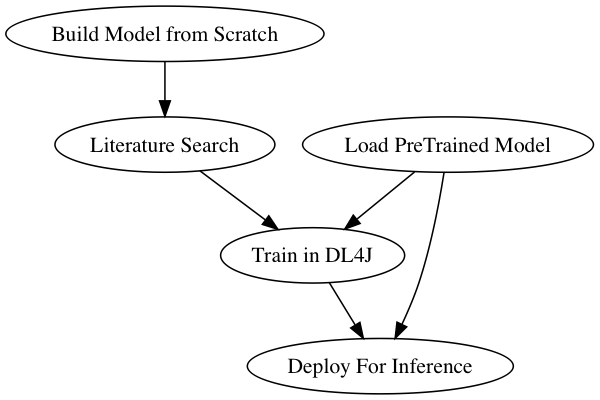 Build Model from Scratch
Literature Search
Load PreTrained Model
Train in DL4J
Deploy For Inference